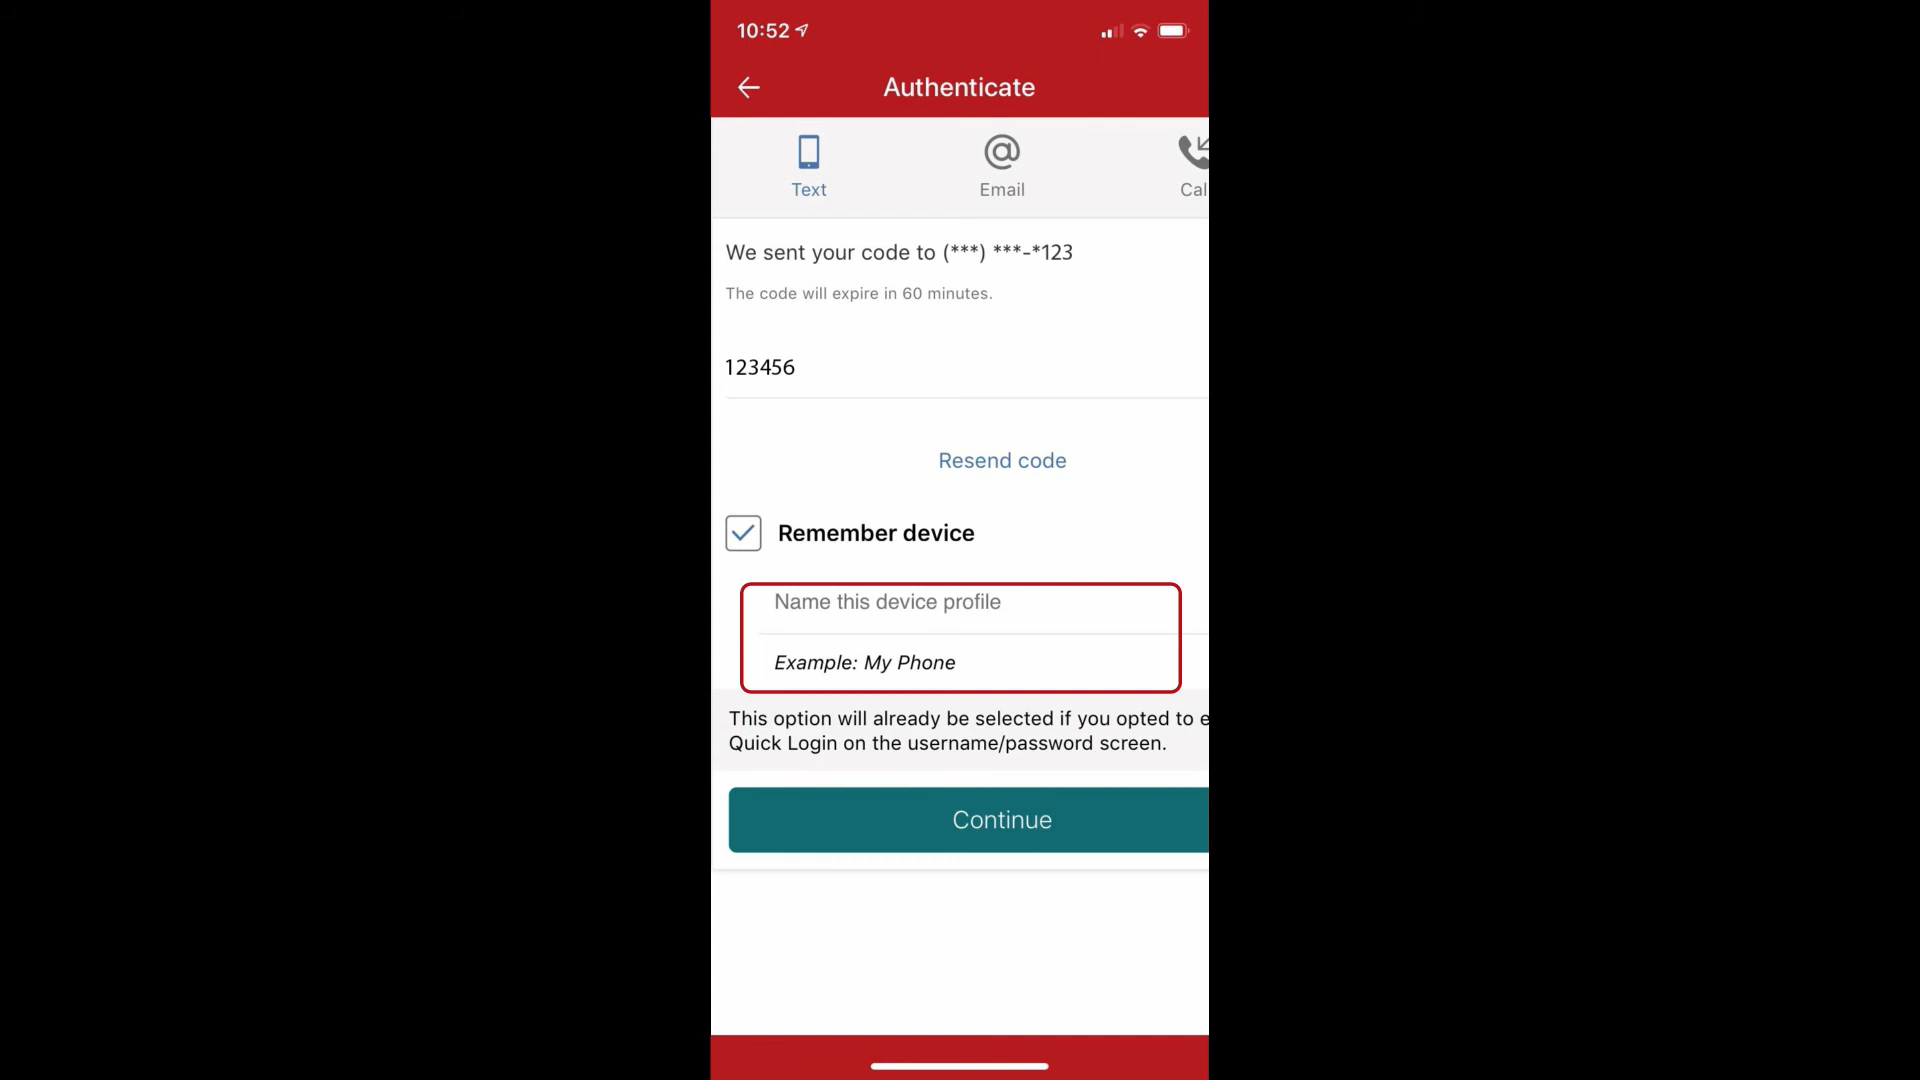 10:52
Authenticate
Text
Email
Cal
We sent your code to (***) ***-*123
The code will expire in 60 minutes.
123456
Resend code
Remember device
Name this device profile
Example: My Phone
This option will already be selected if you opted to e
Quick Login on the username/password screen.
Continue